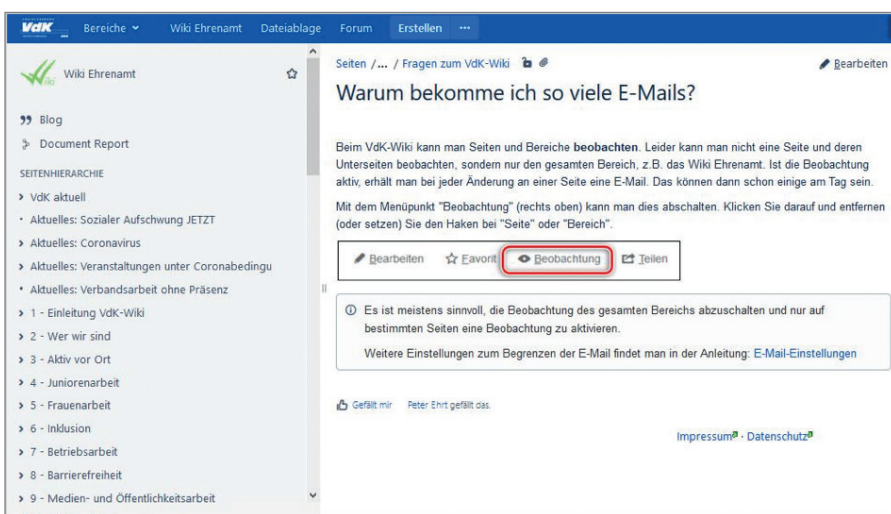 VdK Bereiche Wiki Ehrenamt Dateiablage Forum Erstellen ...
Wiki Ehrenamt
Blog
Document Report
SEITENHIERARCHIE
VdK aktuell
Aktuelles: Sozialer Aufschwung JETZT
Aktuelles: Coronavirus
Aktuelles: Veranstaltungen unter Coronabedingu
Aktuelles: Verbandsarbeit ohne Präsenz
1 - Einleitung VdK-Wiki
2 - Wer wir sind
3 - Aktiv vor Ort
4 - Juniorenarbeit
5 - Frauenarbeit
6 - Inklusion
7 - Betriebsarbeit
8 - Barrierefreiheit
9 - Medien- und Öffentlichkeitsarbeit
Seiten /... / Fragen zum VdK-Wiki
Bearbeiten
Warum bekomme ich so viele E-Mails?
Beim VdK-Wiki kann man Seiten und Bereiche beobachten. Leider kann man nicht eine Seite und deren
Unterseiten beobachten, sondern nur den gesamten Bereich, z.B. das Wiki Ehrenamt. Ist die Beobachtung
aktiv, erhält man bei jeder Änderung an einer Seite eine E-Mail. Das können dann schon einige am Tag sein.
Mit dem Menüpunkt "Beobachtung" (rechts oben) kann man dies abschalten. Klicken Sie darauf und entfernen
(oder setzen) Sie den Haken bei "Seite" oder "Bereich".
Bearbeiten Favorit Beobachtung Teilen
Es ist meistens sinnvoll, die Beobachtung des gesamten Bereichs abzuschalten und nur auf
bestimmten Seiten eine Beobachtung zu aktivieren.
Weitere Einstellungen zum Begrenzen der E-Mail findet man in der Anleitung: E-Mail-Einstellungen
Gefällt mir Peter Ehrt gefällt das.
Impressum · Datenschutz